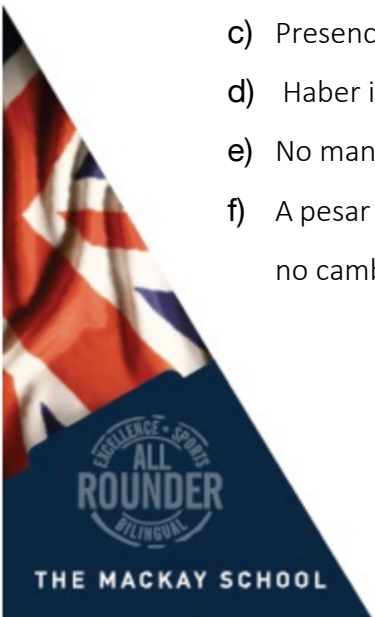 c) Presenc
d) Haber i
e) No man
f) A pesar
no camb
EXCELLENCE • SPORTS
ALL
ROUNDER
BILINGUAL
THE MACKAY SCHOOL